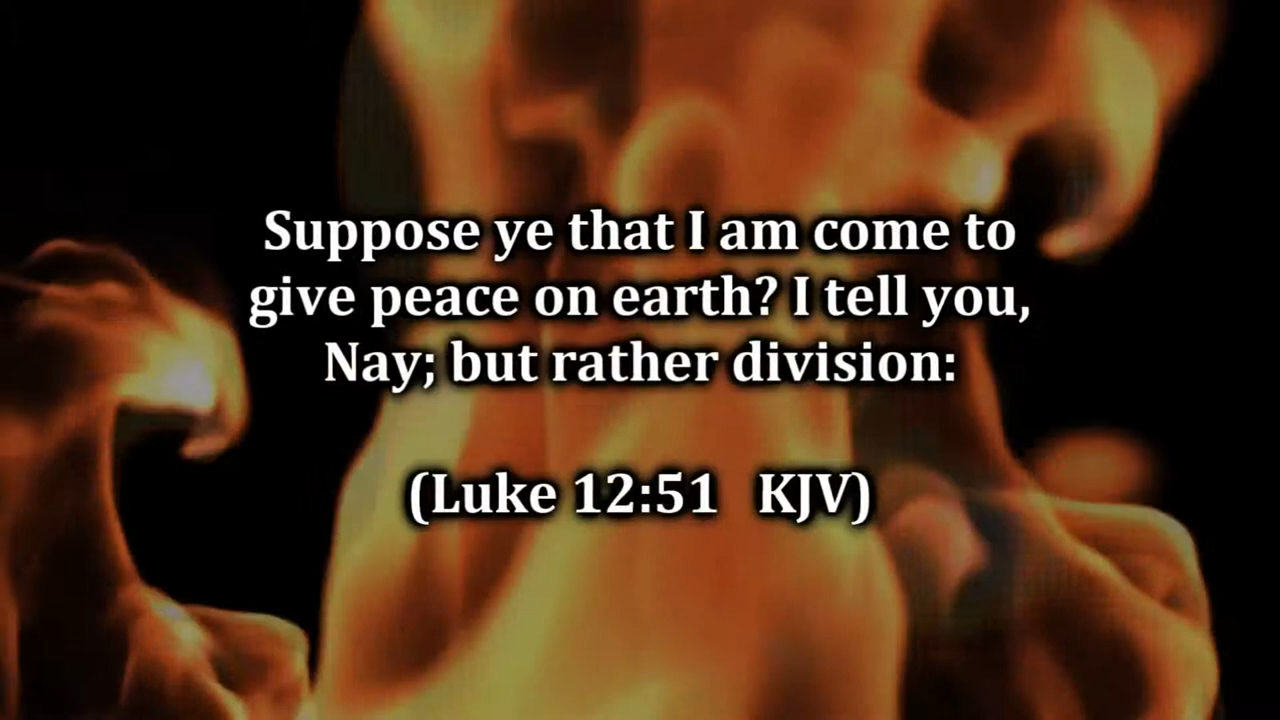 Suppose ye that I am come to
give peace on earth? I tell you,
Nay; but rather division:
(Luke 12:51 KJV)